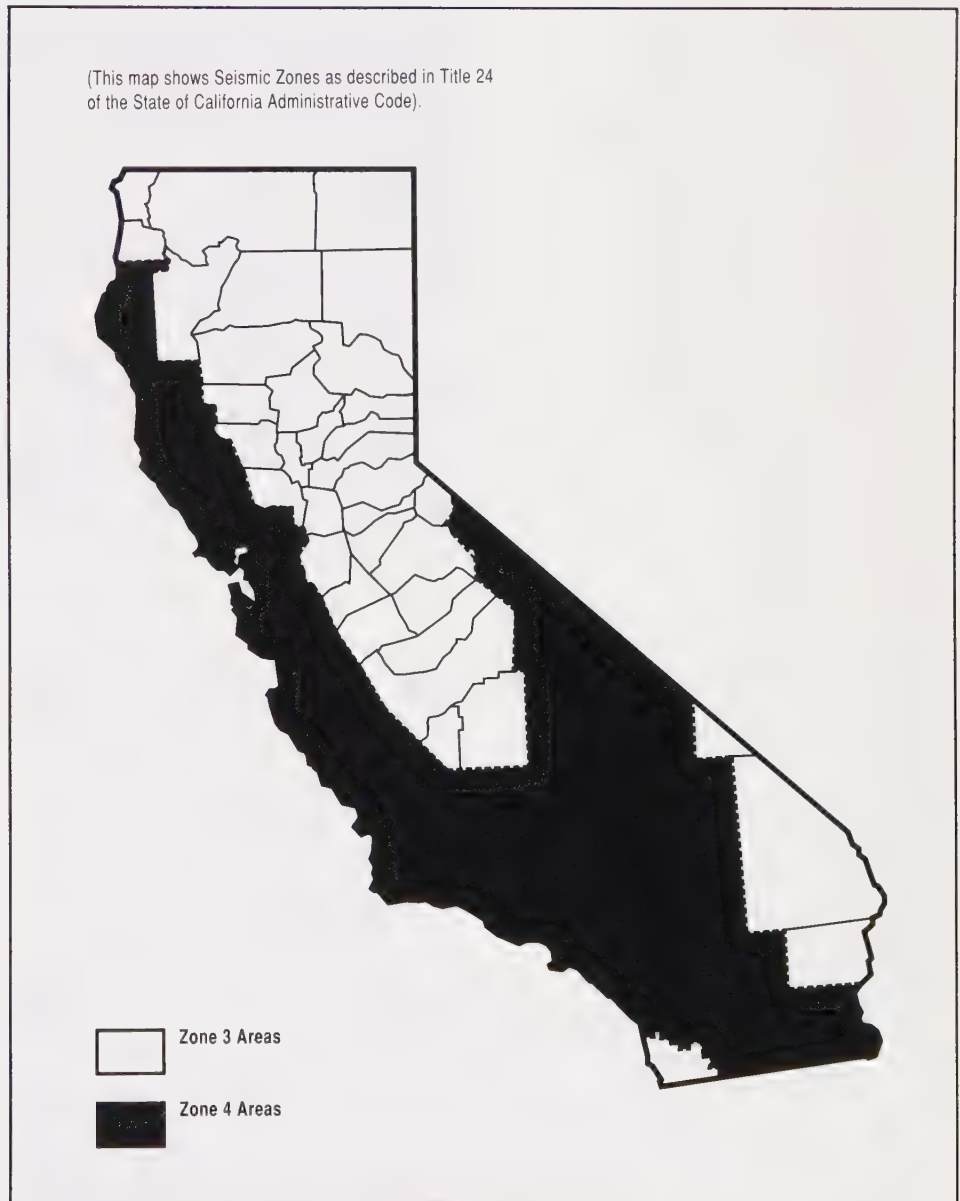 (This map shows Seismic Zones as described in Title 24
of the State of California Administrative Code).
Zone 3 Areas
Zone 4 Areas